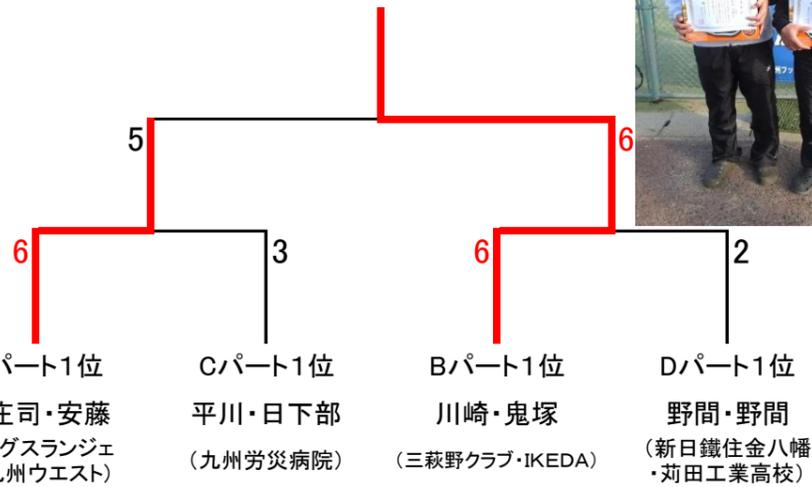 5
6
6
3
6
2
パート1位
Cパート1位
Bパート1位
Dパート1位
庄司・安藤
平川・日下部
川崎・鬼塚
野間・野間
グスランジェ
州ウエスト)
(九州労災病院)
(三萩野クラブ・IKEDA)
(新日鐵住金八幡
・苅田工業高校)